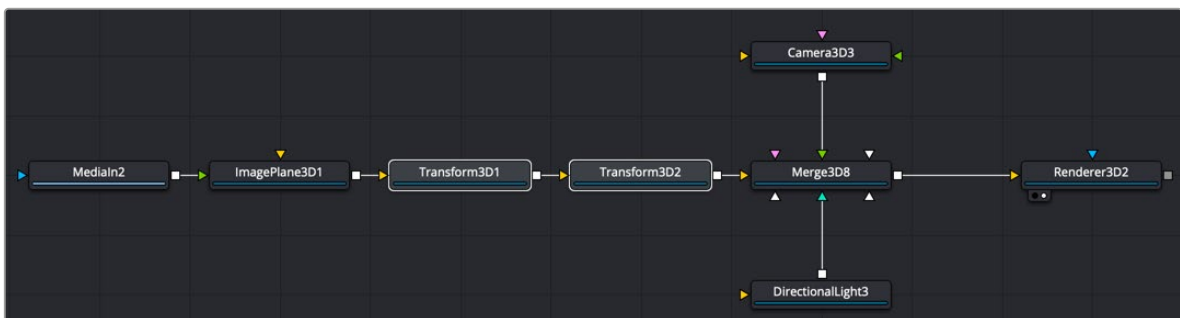 Camera3D3
MediaIn2
ImagePlane3D1
Transform3D1
Transform3D2
Merge3D8
Renderer3D2
DirectionalLight3